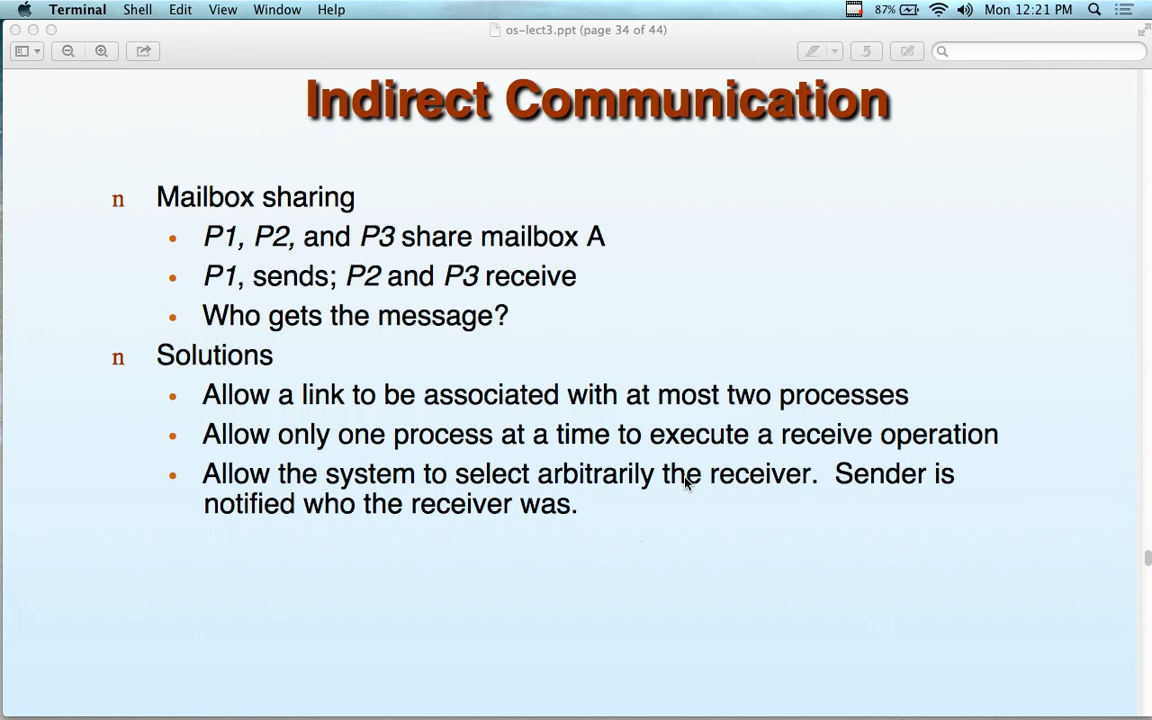 Terminal Shell Edit View Window Help 87% Mon 12:21 PM
os-lect3.ppt (page 34 of 44)
Indirect Communication
n Mailbox sharing
• P1, P2, and P3 share mailbox A
• P1, sends; P2 and P3 receive
• Who gets the message?
n Solutions
• Allow a link to be associated with at most two processes
• Allow only one process at a time to execute a receive operation
• Allow the system to select arbitrarily the receiver. Sender is
notified who the receiver was.